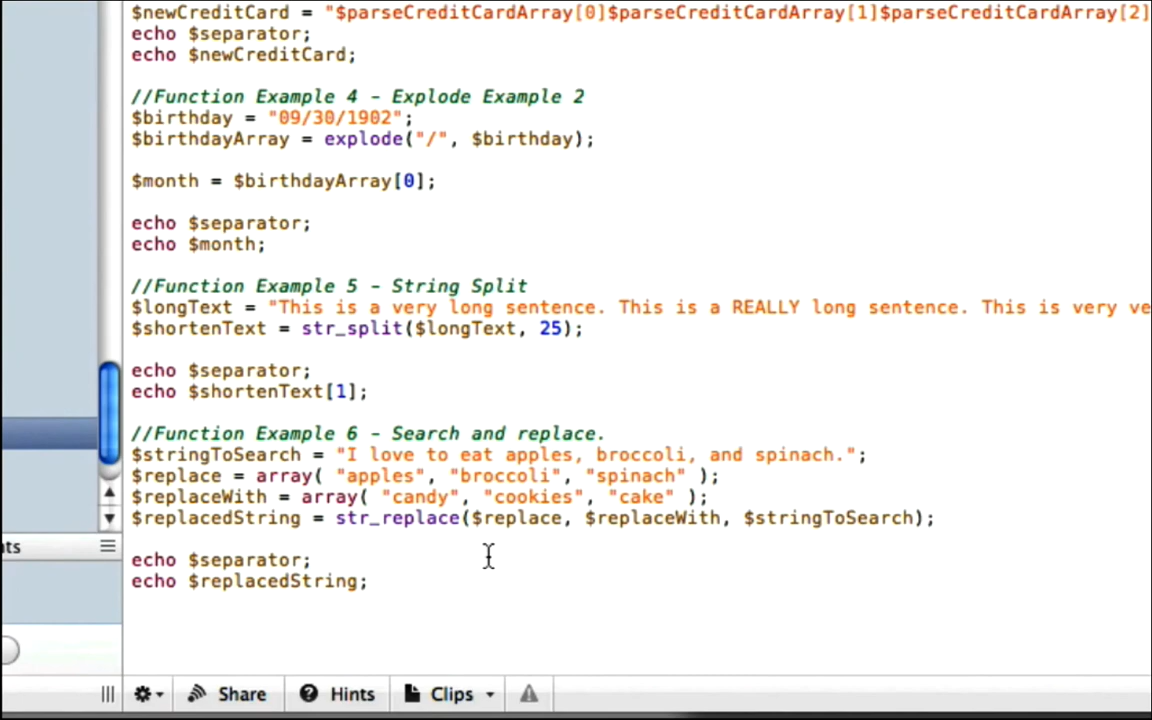 $newCreditCard = "$parseCreditCardArray[0]$parseCreditCardArray[1]$parseCreditCardArray[2]
echo $separator;
echo $newCreditCard;
//Function Example 4 - Explode Example 2
$birthday = "09/30/1902";
$birthdayArray = explode("/", $birthday);
$month = $birthdayArray[0];
echo $separator;
echo $month;
//Function Example 5 - String Split
$longText = "This is a very long sentence. This is a REALLY long sentence. This is very ve
$shortenText = str_split($longText, 25);
echo $separator;
echo $shortenText[1];
//Function Example 6 - Search and replace.
$stringToSearch = "I love to eat apples, broccoli, and spinach.";
$replace = array( "apples", "broccoli", "spinach" );
$replaceWith = array( "candy", "cookies", "cake" );
$replacedString = str_replace($replace, $replaceWith, $stringToSearch);
nts
echo $separator;
echo $replacedString;
Share Hints Clips